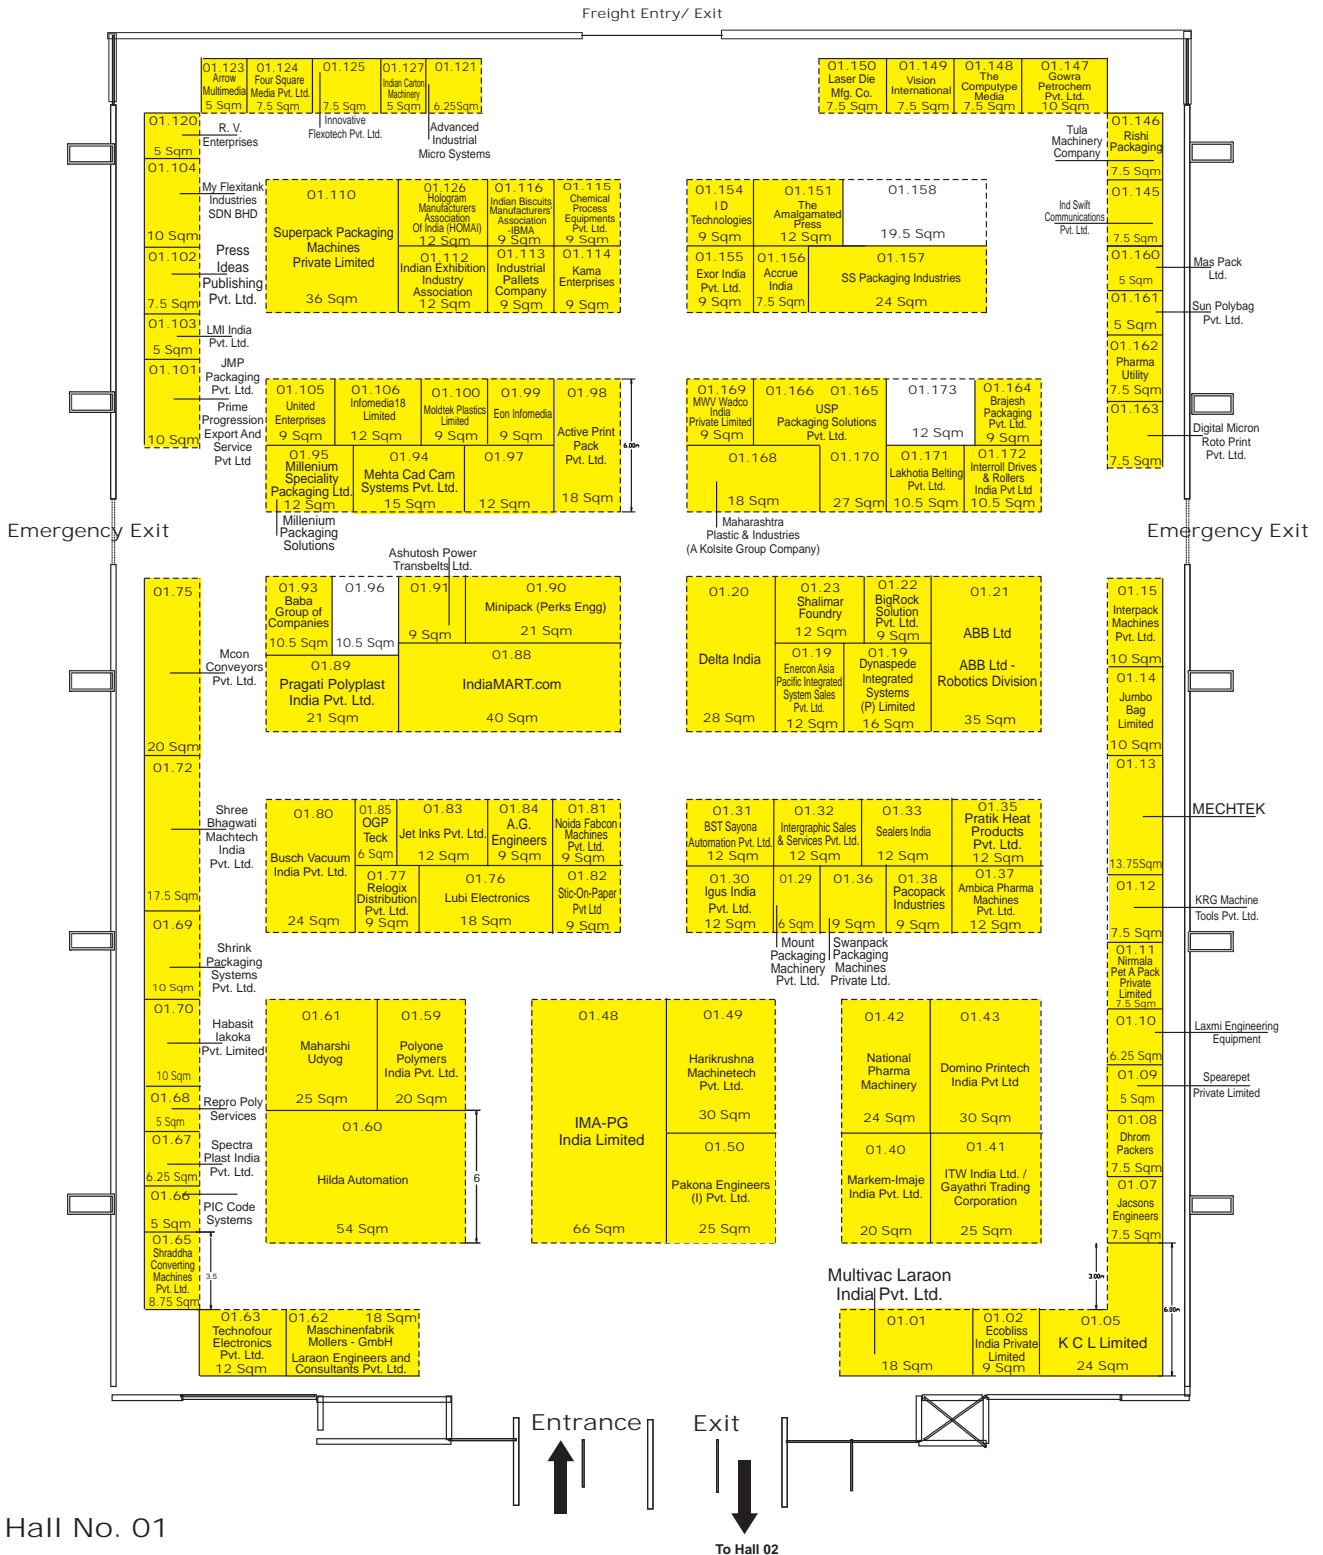 Freight Entry/ Exit
01.123
Arrow
Multimedia
5 Sqm
01.124
Four Square
Media Pvt. Ltd.
7.5 Sqm
01.125
7.5 Sqm
Innovative
Flexotech Pvt. Ltd.
01.127
Indian Carton
Machinery
5 Sqm
01.121
6.25Sqm
Advanced
Industrial
Micro Systems
01.150
Laser Die
Mfg. Co.
7.5 Sqm
01.149
Vision
International
7.5 Sqm
01.148
The
Computype
Media
7.5 Sqm
01.147
Gowra
Petrochem
Pvt. Ltd.
10 Sqm
01.120
5 Sqm
R. V.
Enterprises
01.104
10 Sqm
My Flexitank
Industries
SDN BHD
01.102
7.5 Sqm
Press
Ideas
Publishing
Pvt. Ltd.
01.103
5 Sqm
LMI India
Pvt. Ltd.
01.101
10 Sqm
JMP
Packaging
Pvt. Ltd.
Prime
Progression
Export And
Service
Pvt Ltd
01.110
Superpack Packaging
Machines
Private Limited
36 Sqm
01.126
Hologram
Manufacturers
Association
Of India (HOMAI)
12 Sqm
01.116
Indian Biscuits
Manufacturers'
Association
-IBMA
9 Sqm
01.115
Chemical
Process
Equipments
Pvt. Ltd.
9 Sqm
01.112
Indian Exhibition
Industry
Association
12 Sqm
01.113
Industrial
Pallets
Company
9 Sqm
01.114
Kama
Enterprises
9 Sqm
01.154
I D
Technologies
9 Sqm
01.151
The
Amalgamated
Press
12 Sqm
01.158
19.5 Sqm
01.155
Exor India
Pvt. Ltd.
9 Sqm
01.156
Accrue
India
7.5 Sqm
01.157
SS Packaging Industries
24 Sqm
Tula
Machinery
Company
01.146
Rishi
Packaging
7.5 Sqm
Ind Swift
Communications
Pvt. Ltd.
01.145
7.5 Sqm
01.160
5 Sqm
Mas Pack
Ltd.
01.161
5 Sqm
Sun Polybag
Pvt. Ltd.
01.162
Pharma
Utility
7.5 Sqm
01.163
7.5 Sqm
Digital Micron
Roto Print
Pvt. Ltd.
01.105
United
Enterprises
9 Sqm
01.106
Infomedia18
Limited
12 Sqm
01.100
Moldtek Plastics
Limited
9 Sqm
01.99
Eon Infomedia
9 Sqm
01.98
Active Print
Pack
Pvt. Ltd.
18 Sqm
6.00m
01.95
Millenium
Speciality
Packaging Ltd.
12 Sqm
Millenium
Packaging
Solutions
01.94
Mehta Cad Cam
Systems Pvt. Ltd.
15 Sqm
01.97
12 Sqm
01.169
MWV Wadco
India
Private Limited
9 Sqm
01.166 01.165
USP
Packaging Solutions
Pvt. Ltd.
01.173
12 Sqm
01.164
Brajesh
Packaging
Pvt. Ltd.
9 Sqm
01.168
18 Sqm
Maharashtra
Plastic & Industries
(A Kolsite Group Company)
01.170
27 Sqm
01.171
Lakhotia Belting
Pvt. Ltd.
10.5 Sqm
01.172
Interroll Drives
& Rollers
India Pvt Ltd
10.5 Sqm
Emergency Exit
Emergency Exit
01.75
20 Sqm
Mcon
Conveyors
Pvt. Ltd.
01.72
17.5 Sqm
Shree
Bhagwati
Machtech
India
Pvt. Ltd.
01.69
10 Sqm
Shrink
Packaging
Systems
Pvt. Ltd.
01.70
10 Sqm
Habasit
Iakoka
Pvt. Limited
01.68
5 Sqm
Repro Poly
Services
01.67
6.25 Sqm
Spectra
Plast India
Pvt. Ltd.
01.66
5 Sqm
PIC Code
Systems
01.65
Shraddha
Converting
Machines
Pvt. Ltd.
8.75 Sqm
3.5
01.93
Baba
Group of
Companies
10.5 Sqm
01.96
10.5 Sqm
Ashutosh Power
Transbelts Ltd.
01.91
9 Sqm
01.90
Minipack (Perks Engg)
21 Sqm
01.89
Pragati Polyplast
India Pvt. Ltd.
21 Sqm
01.88
IndiaMART.com
40 Sqm
01.20
Delta India
28 Sqm
01.23
Shalimar
Foundry
12 Sqm
01.22
BigRock
Solution
Pvt. Ltd.
9 Sqm
01.21
ABB Ltd
ABB Ltd -
Robotics Division
35 Sqm
01.19
Enercon Asia
Pacific Integrated
System Sales
Pvt. Ltd.
12 Sqm
01.19
Dynaspede
Integrated
Systems
(P) Limited
16 Sqm
01.15
Interpack
Machines
Pvt. Ltd.
10 Sqm
01.14
Jumbo
Bag
Limited
10 Sqm
01.13
13.75Sqm
MECHTEK
01.12
7.5 Sqm
KRG Machine
Tools Pvt. Ltd.
01.11
Nirmala
Pet A Pack
Private
Limited
7.5 Sqm
01.10
6.25 Sqm
Laxmi Engineering
Equipment
01.09
5 Sqm
Spearepet
Private Limited
01.08
Dhrom
Packers
7.5 Sqm
01.07
Jacsons
Engineers
7.5 Sqm
01.80
Busch Vacuum
India Pvt. Ltd.
24 Sqm
01.85
OGP
Teck
6 Sqm
01.83
Jet Inks Pvt. Ltd.
12 Sqm
01.84
A.G.
Engineers
9 Sqm
01.81
Noida Fabcon
Machines
Pvt. Ltd.
9 Sqm
01.77
Relogix
Distribution
Pvt. Ltd.
9 Sqm
01.76
Lubi Electronics
18 Sqm
01.82
Stic-On-Paper
Pvt Ltd
9 Sqm
01.31
BST Sayona
Automation Pvt. Ltd.
12 Sqm
01.32
Intergraphic Sales
& Services Pvt. Ltd.
12 Sqm
01.33
Sealers India
12 Sqm
01.35
Pratik Heat
Products
Pvt. Ltd.
12 Sqm
01.30
Igus India
Pvt. Ltd.
12 Sqm
01.29
6 Sqm
Mount
Packaging
Machinery
Pvt. Ltd.
01.36
9 Sqm
Swanpack
Packaging
Machines
Private Ltd.
01.38
Pacopack
Industries
9 Sqm
01.37
Ambica Pharma
Machines
Pvt. Ltd.
12 Sqm
01.61
Maharshi
Udyog
25 Sqm
01.59
Polyone
Polymers
India Pvt. Ltd.
20 Sqm
01.60
Hilda Automation
54 Sqm
6
01.48
IMA-PG
India Limited
66 Sqm
01.49
Harikrushna
Machinetech
Pvt. Ltd.
30 Sqm
01.50
Pakona Engineers
(I) Pvt. Ltd.
25 Sqm
01.42
National
Pharma
Machinery
24 Sqm
01.43
Domino Printech
India Pvt Ltd
30 Sqm
01.40
Markem-Imaje
India Pvt. Ltd.
20 Sqm
01.41
ITW India Ltd. /
Gayathri Trading
Corporation
25 Sqm
01.63
Technofour
Electronics
Pvt. Ltd.
12 Sqm
01.62 18 Sqm
Maschinenfabrik
Mollers - GmbH
Laraon Engineers and
Consultants Pvt. Ltd.
Multivac Laraon
India Pvt. Ltd.
01.01
18 Sqm
01.02
Ecobliss
India Private
Limited
9 Sqm
01.05
K C L Limited
24 Sqm
3.00m
6.00m
Entrance
Exit
Hall No. 01
To Hall 02